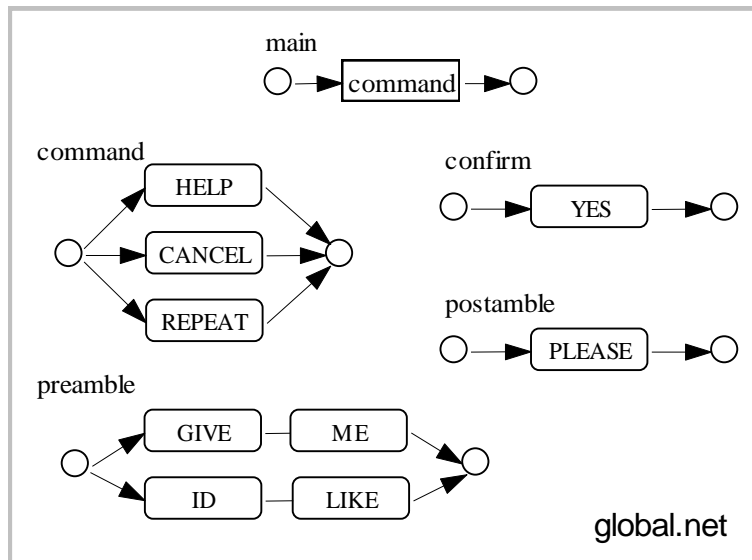 main
command
command
HELP
CANCEL
REPEAT
confirm
YES
postamble
PLEASE
preamble
GIVE ME
ID LIKE
global.net